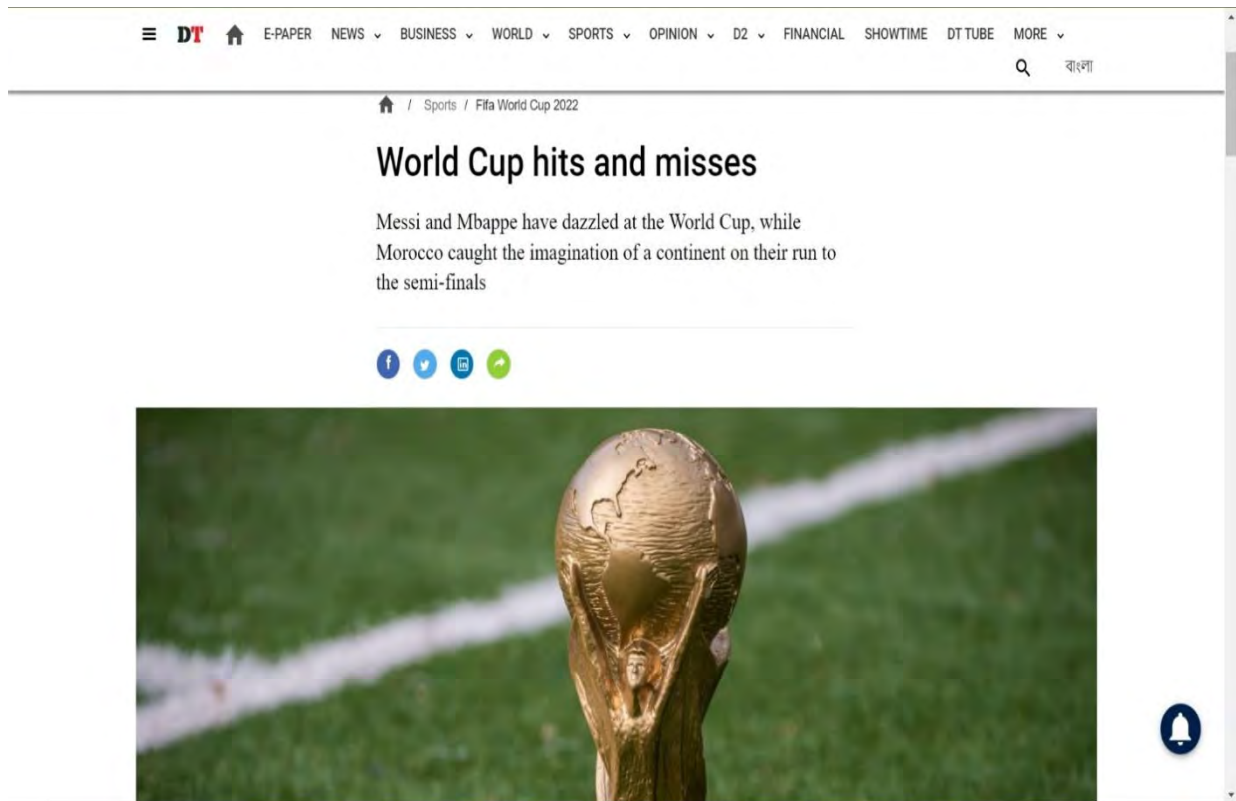 DT E-PAPER NEWS BUSINESS WORLD SPORTS OPINION D2 FINANCIAL SHOWTIME DT TUBE MORE
বাংলা
/ Sports / Fifa World Cup 2022
World Cup hits and misses
Messi and Mbappe have dazzled at the World Cup, while
Morocco caught the imagination of a continent on their run to
the semi-finals